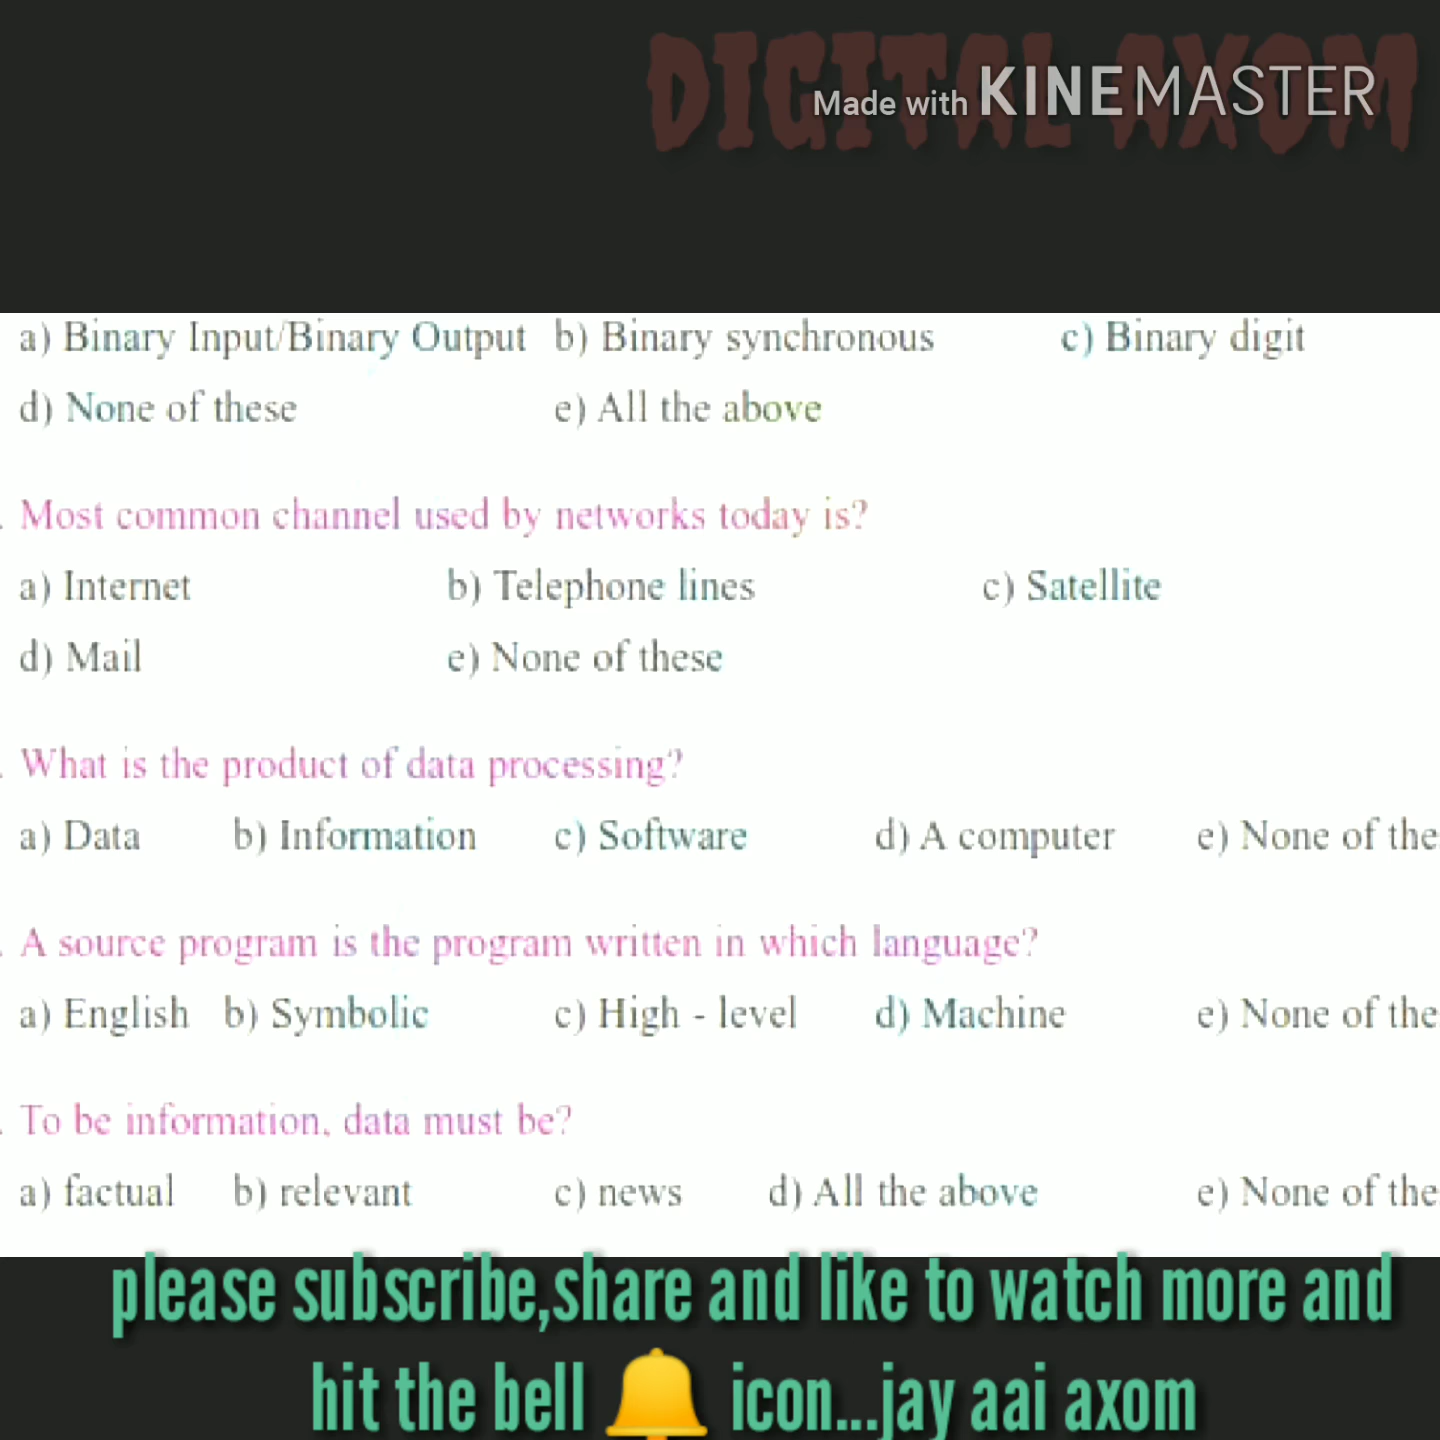 DIGITAL AXOM
Made with KINEMASTER
a) Binary Input/Binary Output b) Binary synchronous c) Binary digit
d) None of these e) All the above
. Most common channel used by networks today is?
a) Internet b) Telephone lines c) Satellite
d) Mail e) None of these
. What is the product of data processing?
a) Data b) Information c) Software d) A computer e) None of the
. A source program is the program written in which language?
a) English b) Symbolic c) High - level d) Machine e) None of the
. To be information, data must be?
a) factual b) relevant c) news d) All the above e) None of the
please subscribe,share and like to watch more and
hit the bell 🔔 icon...jay aai axom